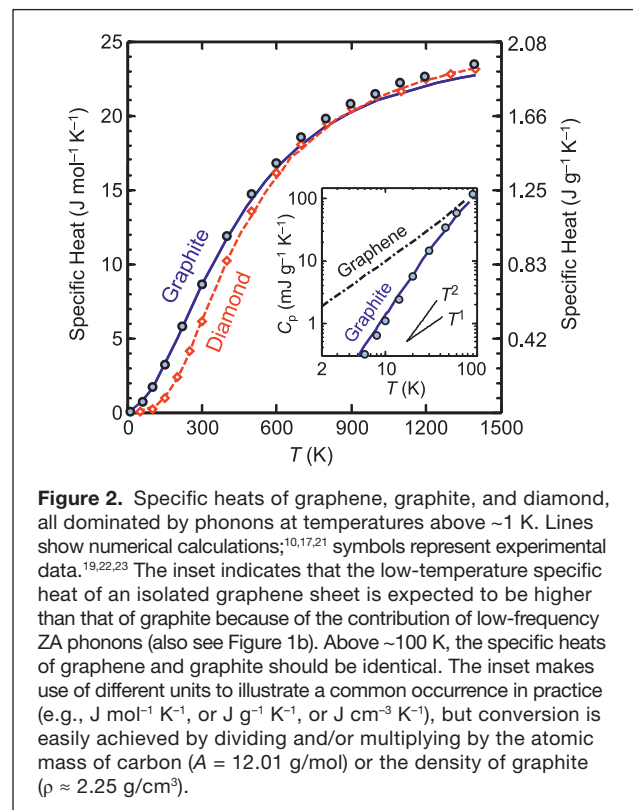 25
20
15
10
5
0
Specific Heat (J mol⁻¹ K⁻¹)
0
300
600
900
1200
1500
T (K)
2.08
1.66
1.25
0.83
0.42
Specific Heat (J g⁻¹ K⁻¹)
Graphite
Diamond
100
10
1
Cₚ (mJ g⁻¹ K⁻¹)
Graphene
Graphite
T²
T¹
2
10
100
T (K)
Figure 2. Specific heats of graphene, graphite, and diamond,
all dominated by phonons at temperatures above ~1 K. Lines
show numerical calculations;¹⁰,¹⁷,²¹ symbols represent experimental
data.¹⁹,²²,²³ The inset indicates that the low-temperature specific
heat of an isolated graphene sheet is expected to be higher
than that of graphite because of the contribution of low-frequency
ZA phonons (also see Figure 1b). Above ~100 K, the specific heats
of graphene and graphite should be identical. The inset makes
use of different units to illustrate a common occurrence in practice
(e.g., J mol⁻¹ K⁻¹, or J g⁻¹ K⁻¹, or J cm⁻³ K⁻¹), but conversion is
easily achieved by dividing and/or multiplying by the atomic
mass of carbon (A = 12.01 g/mol) or the density of graphite
(ρ ≈ 2.25 g/cm³).